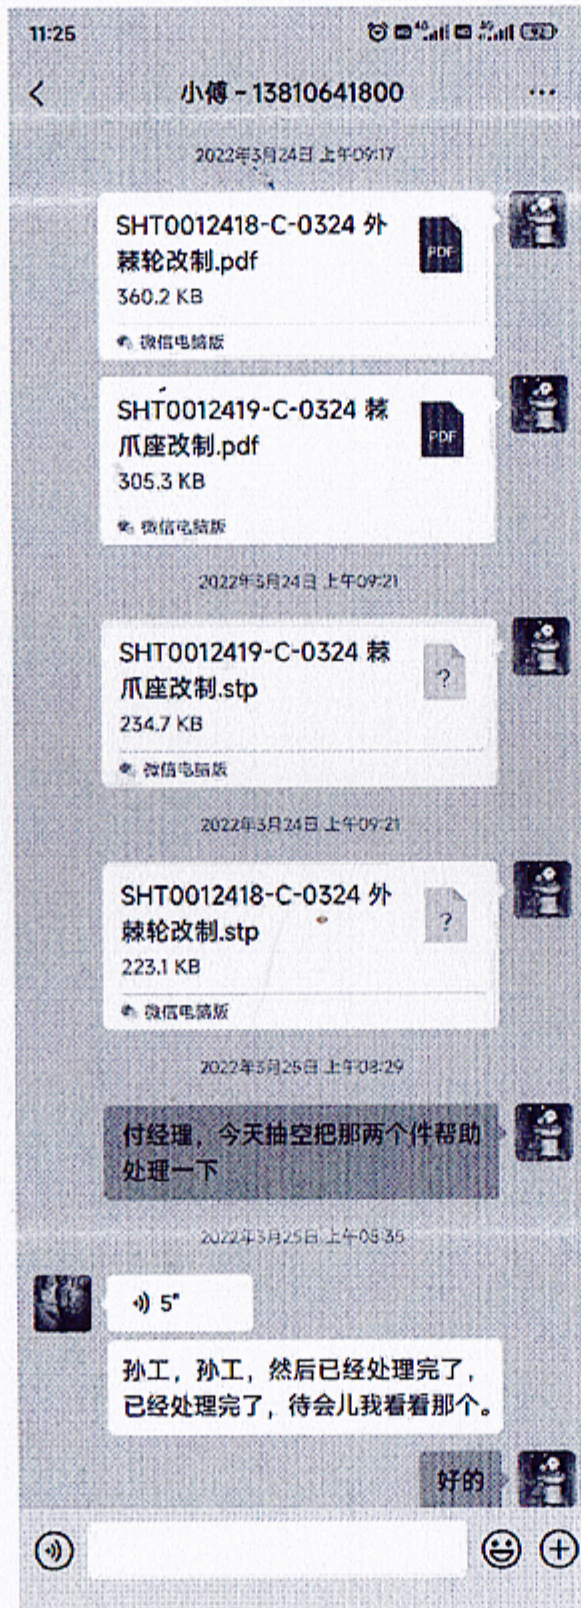 11:25
小傅-13810641800
2022年3月24日 上午09:17
SHT0012418-C-0324 外
棘轮改制.pdf
PDF
360.2 KB
微信电脑版
SHT0012419-C-0324 棘
爪座改制.pdf
PDF
305.3 KB
微信电脑版
2022年3月24日 上午09:21
SHT0012419-C-0324 棘
爪座改制.stp
?
234.7 KB
微信电脑版
2022年3月24日 上午09:21
SHT0012418-C-0324 外
棘轮改制.stp
?
223.1 KB
微信电脑版
2022年3月25日 上午08:29
付经理，今天抽空把那两个件帮助
处理一下
2022年3月25日 上午08:35
5"
孙工，孙工，然后已经处理完了，
已经处理完了，待会儿我看看那个。
好的